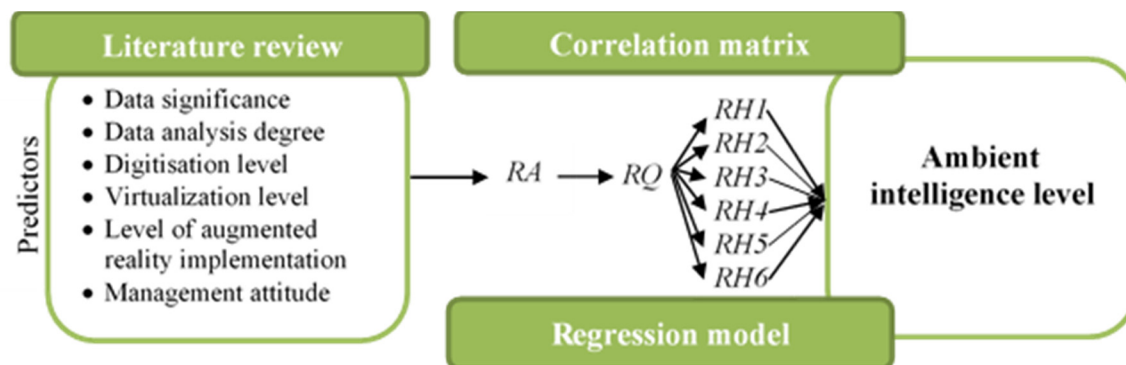 Literature review
Predictors
• Data significance
• Data analysis degree
• Digitisation level
• Virtualization level
• Level of augmented
reality implementation
• Management attitude
RA
RQ
Correlation matrix
RH1
RH2
RH3
RH4
RH5
RH6
Regression model
Ambient
intelligence level